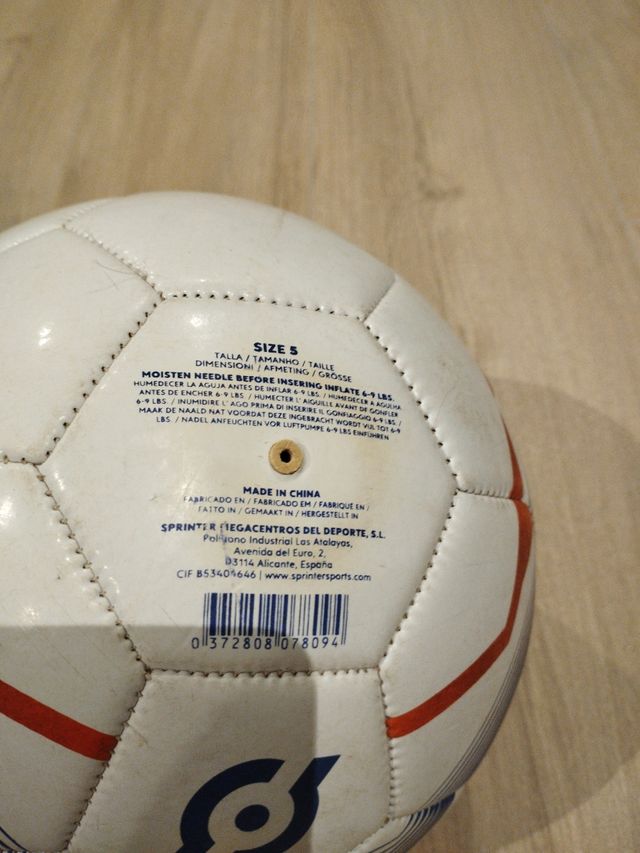 SIZE 5
TALLA / TAMANHO / TAILLE
DIMENSIONI / AFMETING / GRÖSSE
MOISTEN NEEDLE BEFORE INSERING INFLATE 6-9 LBS.
HUMEDECER LA AGUJA ANTES DE INFLAR 6-9 LBS. / HUMEDECER A AGULHA
ANTES DE ENCHER 6-9 LBS. / HUMECTER L' AIGUILLE AVANT DE GONFLER
6-9 LBS. / INUMIDIRE L' AGO PRIMA DI INSERIRE IL GONFIAGGIO 6-9 LBS. /
MAAK DE NAALD NAT VOORDAT DEZE INGEBRACHT WORDT VUL TOT 6-9
LBS. / NADEL ANFEUCHTEN VOR LUFTPUMPE 6-9 LBS EINFÜHREN
MADE IN CHINA
FABRICADO EN / FABRICADO EM / FABRIQUÉ EN /
FATTO IN / GEMAAKT IN / HERGESTELLT IN
SPRINTER MEGACENTROS DEL DEPORTE, S.L.
Polígono Industrial Las Atalayas,
Avenida del Euro, 2,
03114 Alicante, España
CIF B53404646 | www.sprintersports.com
0 372808 078094